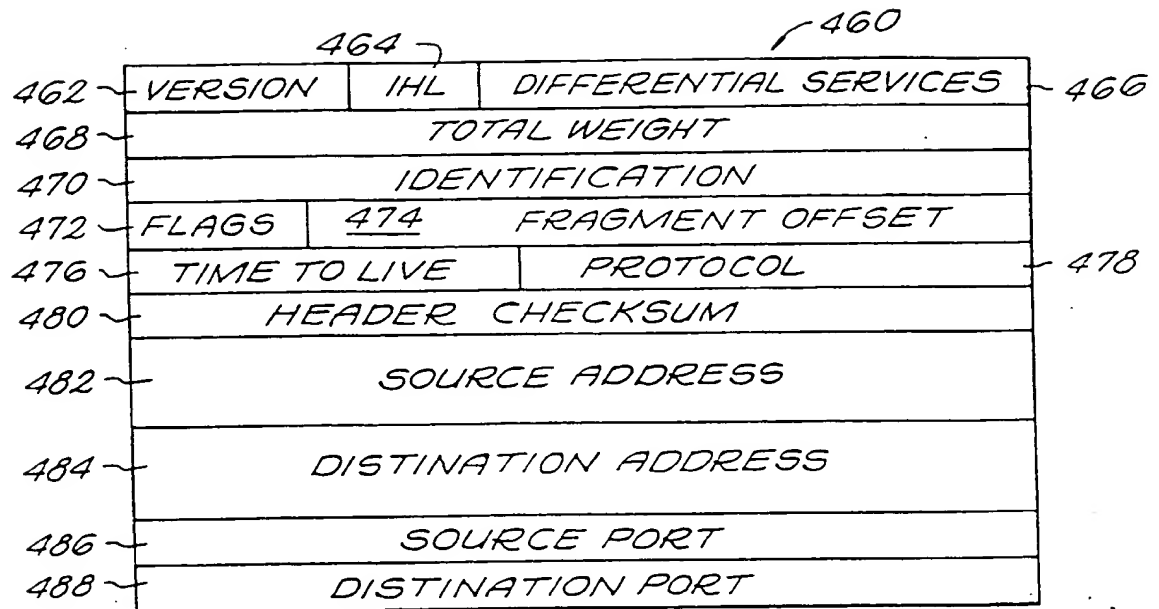 464 460
462 VERSION IHL DIFFERENTIAL SERVICES 466
468 TOTAL WEIGHT
470 IDENTIFICATION
472 FLAGS 474 FRAGMENT OFFSET
476 TIME TO LIVE PROTOCOL 478
480 HEADER CHECKSUM
482 SOURCE ADDRESS
484 DISTINATION ADDRESS
486 SOURCE PORT
488 DISTINATION PORT